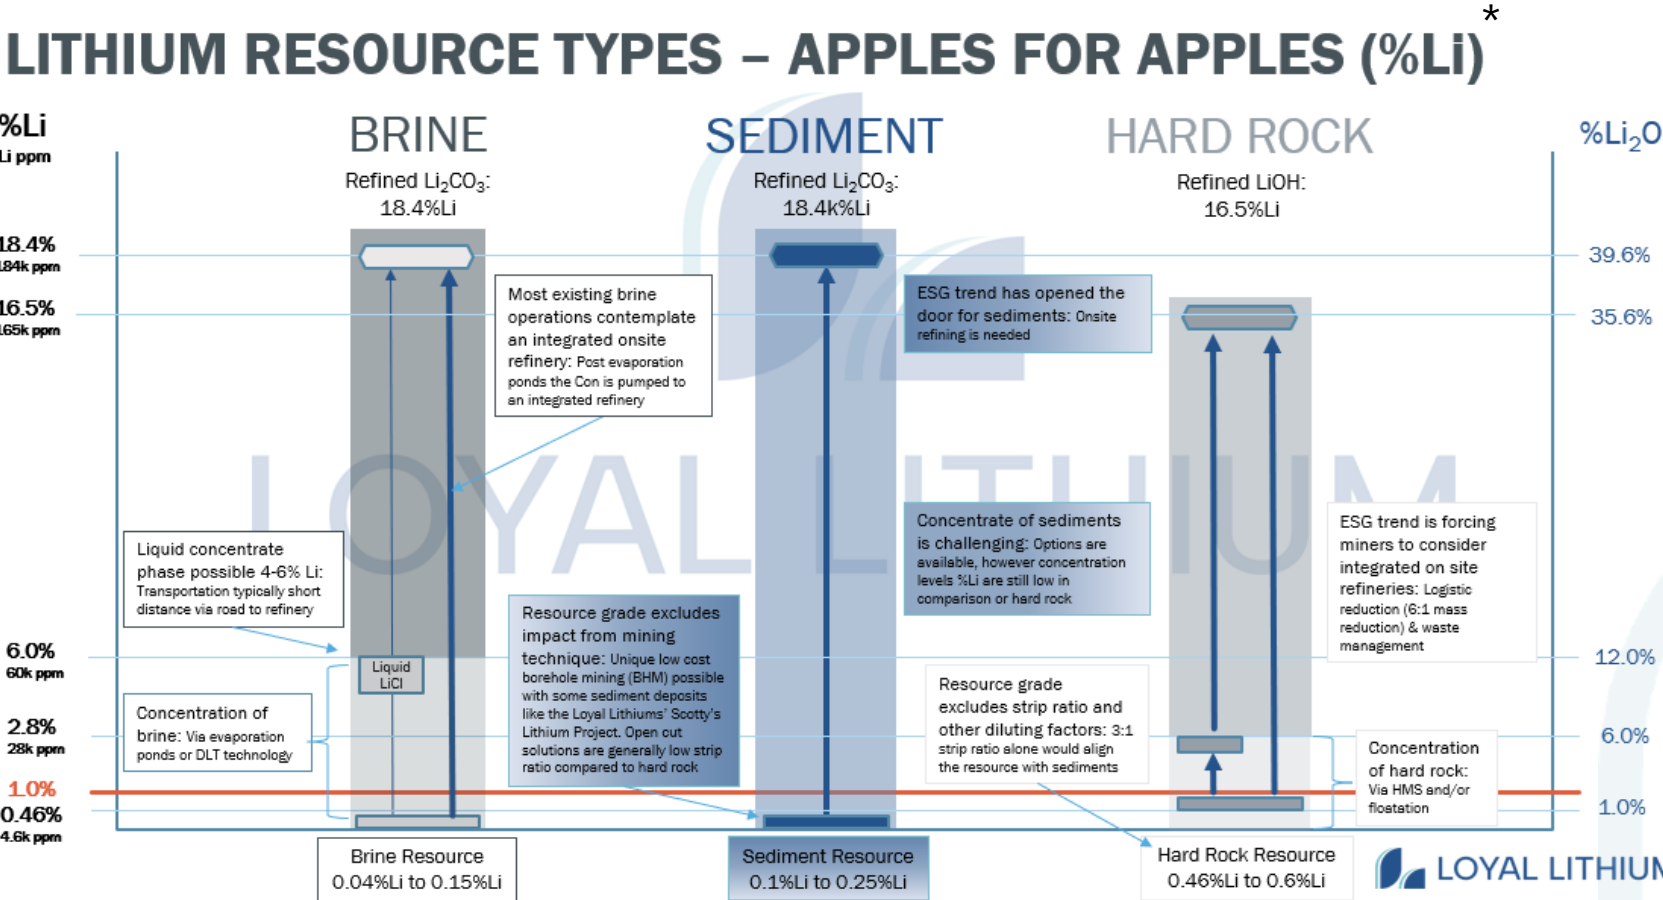 *
LITHIUM RESOURCE TYPES – APPLES FOR APPLES (%Li)
%Li
Li ppm
BRINE
SEDIMENT
HARD ROCK
%Li₂O
Refined Li₂CO₃:
18.4%Li
Refined Li₂CO₃:
18.4k%Li
Refined LiOH:
16.5%Li
18.4%
184k ppm
39.6%
16.5%
165k ppm
35.6%
Most existing brine
operations contemplate
an integrated onsite
refinery: Post evaporation
ponds the Con is pumped to
an integrated refinery
ESG trend has opened the
door for sediments: Onsite
refining is needed
LOYAL LITHIUM
Liquid concentrate
phase possible 4-6% Li:
Transportation typically short
distance via road to refinery
Concentrate of sediments
is challenging: Options are
available, however concentration
levels %Li are still low in
comparison or hard rock
ESG trend is forcing
miners to consider
integrated on site
refineries: Logistic
reduction (6:1 mass
reduction) & waste
management
Resource grade excludes
impact from mining
technique: Unique low cost
borehole mining (BHM) possible
with some sediment deposits
like the Loyal Lithiums' Scotty's
Lithium Project. Open cut
solutions are generally low strip
ratio compared to hard rock
6.0%
60k ppm
Liquid
LiCl
12.0%
Resource grade
excludes strip ratio and
other diluting factors: 3:1
strip ratio alone would align
the resource with sediments
Concentration of
brine: Via evaporation
ponds or DLT technology
2.8%
28k ppm
6.0%
Concentration
of hard rock:
Via HMS and/or
floatation
1.0%
0.46%
4.6k ppm
1.0%
Brine Resource
0.04%Li to 0.15%Li
Sediment Resource
0.1%Li to 0.25%Li
Hard Rock Resource
0.46%Li to 0.6%Li
LOYAL LITHIUM